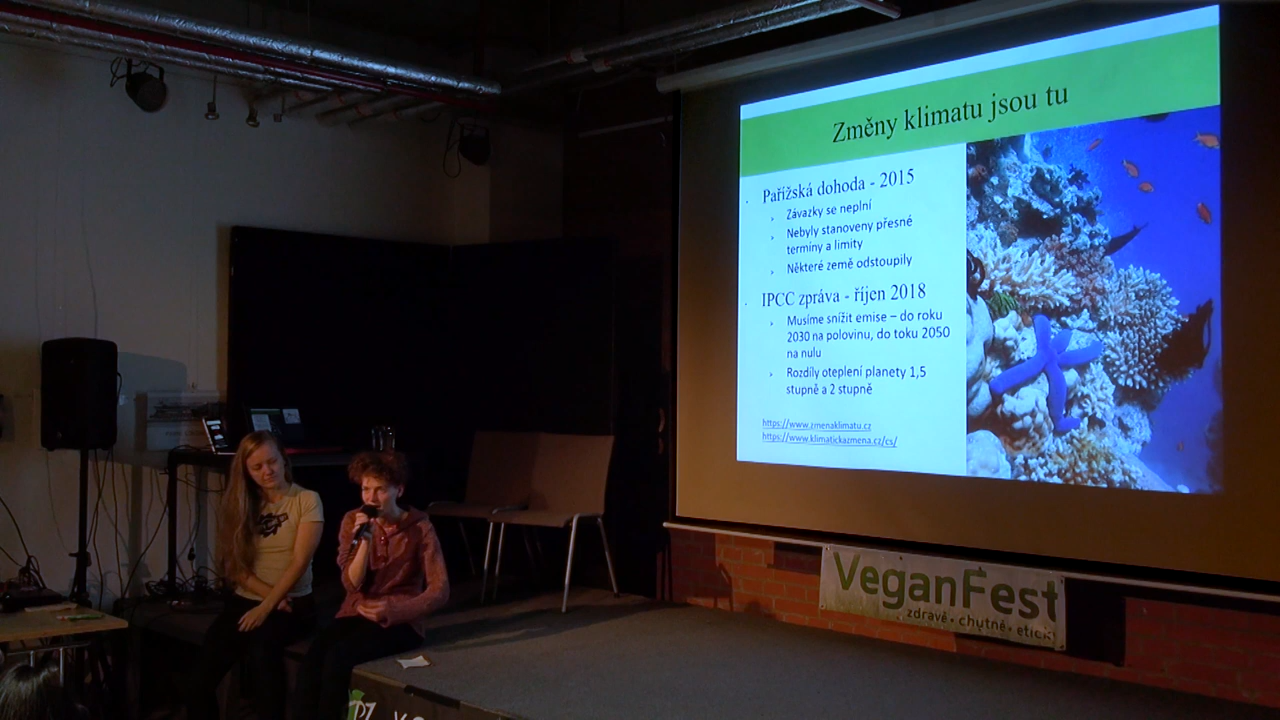 Změny klimatu jsou tu
Pařížská dohoda - 2015
Závazky se neplní
Nebyly stanoveny přesné
termíny a limity
Některé země odstoupily
IPCC zpráva - říjen 2018
Musíme snížit emise – do roku
2030 na polovinu, do toku 2050
na nulu
Rozdíly oteplení planety 1,5
stupně a 2 stupně
https://www.zmenaklimatu.cz
https://www.klimatickazmena.cz/cs/
VeganFest
zdravě • chutně • eticky